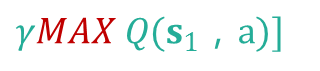 γMAX Q(s₁ , a)]